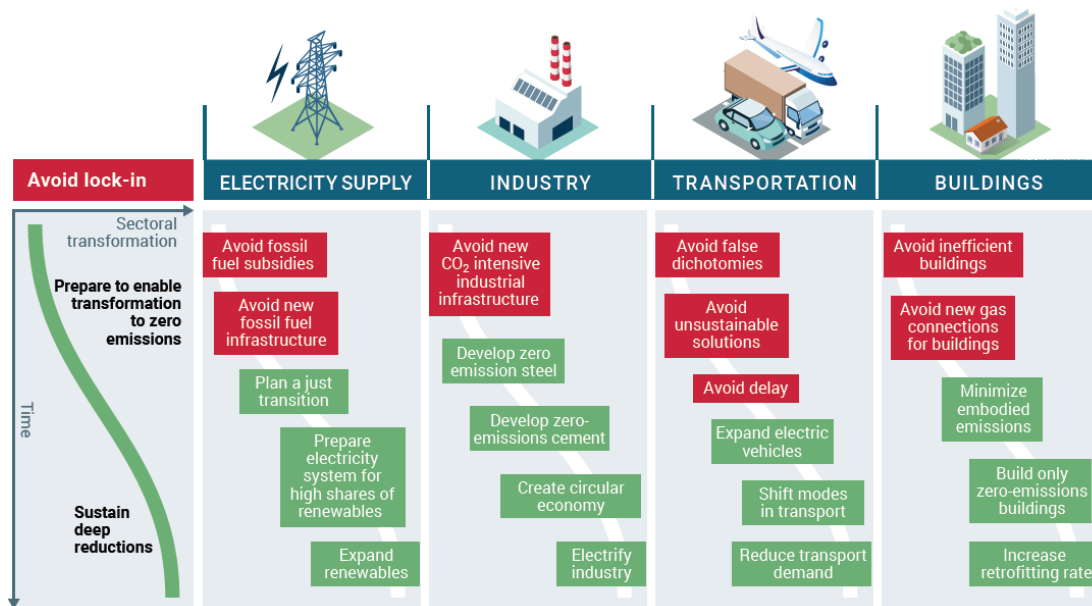 Avoid lock-in
ELECTRICITY SUPPLY
INDUSTRY
TRANSPORTATION
BUILDINGS
Sectoral
transformation
Prepare to enable
transformation
to zero
emissions
Time
Sustain
deep
reductions
Avoid fossil
fuel subsidies
Avoid new
fossil fuel
infrastructure
Plan a just
transition
Prepare
electricity
system for
high shares of
renewables
Expand
renewables
Avoid new
CO₂ intensive
industrial
infrastructure
Develop zero
emission steel
Develop zero-
emissions cement
Create circular
economy
Electrify
industry
Avoid false
dichotomies
Avoid
unsustainable
solutions
Avoid delay
Expand electric
vehicles
Shift modes
in transport
Reduce transport
demand
Avoid inefficient
buildings
Avoid new gas
connections
for buildings
Minimize
embodied
emissions
Build only
zero-emissions
buildings
Increase
retrofitting rate